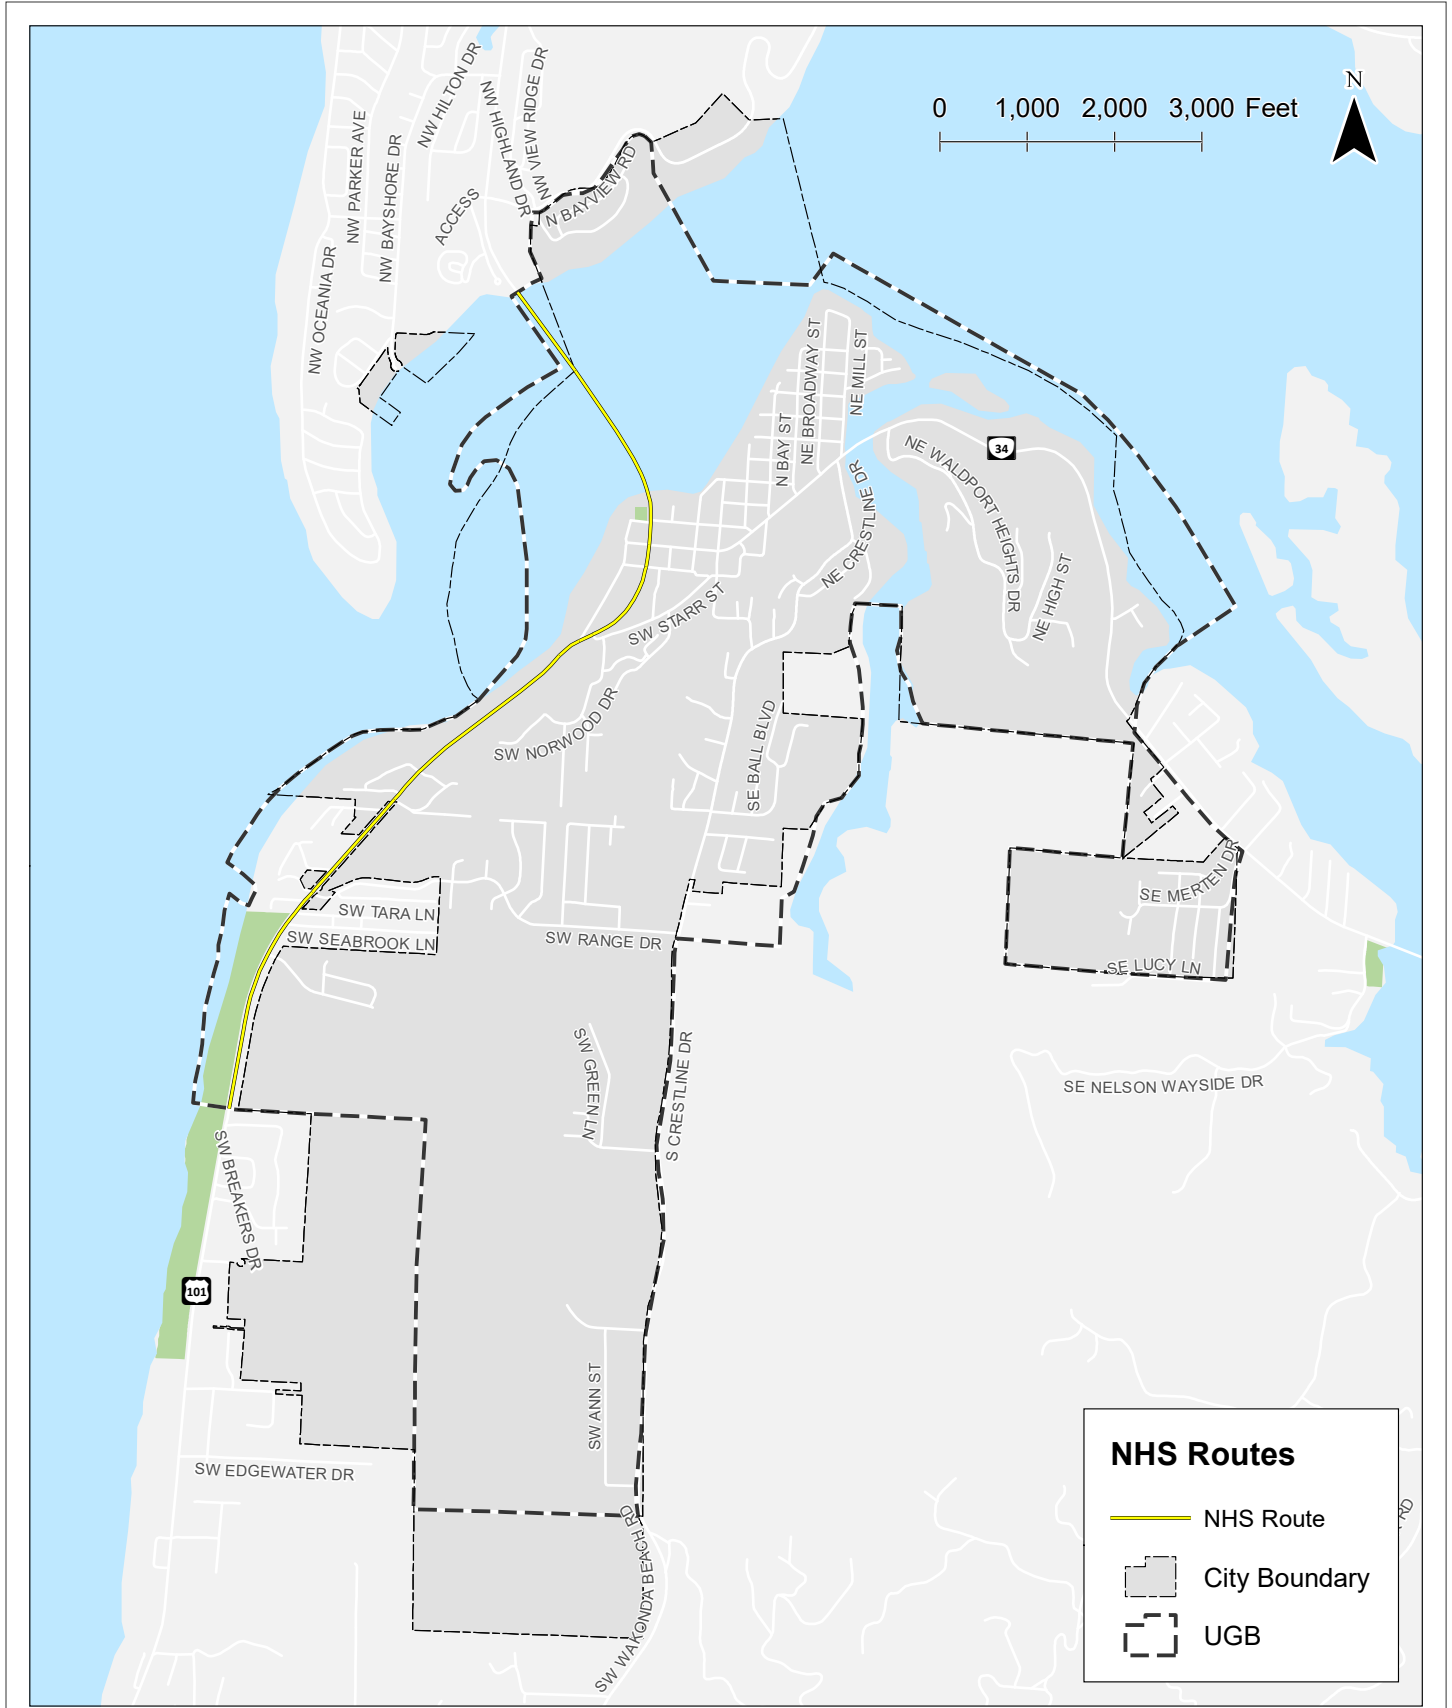 N
0 1,000 2,000 3,000 Feet
NW HILTON DR
NW HIGHLAND DR
NW VIEW RIDGE DR
NW PARKER AVE
NW BAYSHORE DR
ACCESS
N BAYVIEW RD
NW OCEANIA DR
NE BROADWAY ST
NE MILL ST
N BAY ST
34
NE WALDPORT HEIGHTS DR
NE CRESTLINE DR
NE HIGH ST
SW STARR ST
SW NORWOOD DR
SE BALL BLVD
SE MERTEN DR
SW TARA LN
SW SEABROOK LN
SW RANGE DR
SE LUCY LN
SW GREEN LN
S CRESTLINE DR
SE NELSON WAYSIDE DR
SW BREAKERS DR
101
SW ANN ST
SW EDGEWATER DR
SW WAKONDA BEACH RD
RD
NHS Routes
NHS Route
City Boundary
UGB